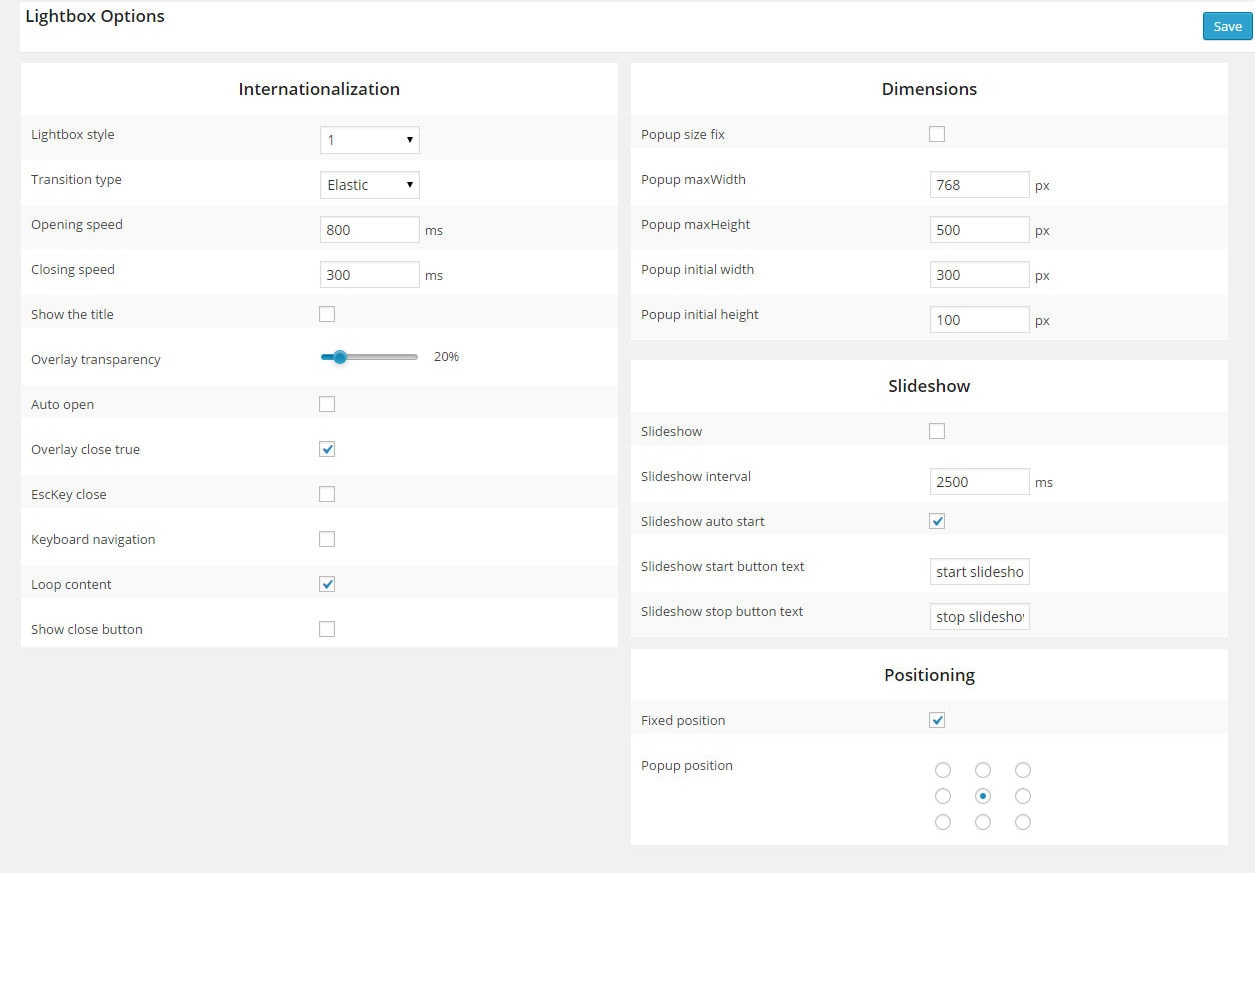 Lightbox Options
Save
Internationalization
Lightbox style 1
Transition type Elastic
Opening speed 800 ms
Closing speed 300 ms
Show the title
Overlay transparency 20%
Auto open
Overlay close true
EscKey close
Keyboard navigation
Loop content
Show close button
Dimensions
Popup size fix
Popup maxWidth 768 px
Popup maxHeight 500 px
Popup initial width 300 px
Popup initial height 100 px
Slideshow
Slideshow
Slideshow interval 2500 ms
Slideshow auto start
Slideshow start button text start slidesho
Slideshow stop button text stop slidesho
Positioning
Fixed position
Popup position